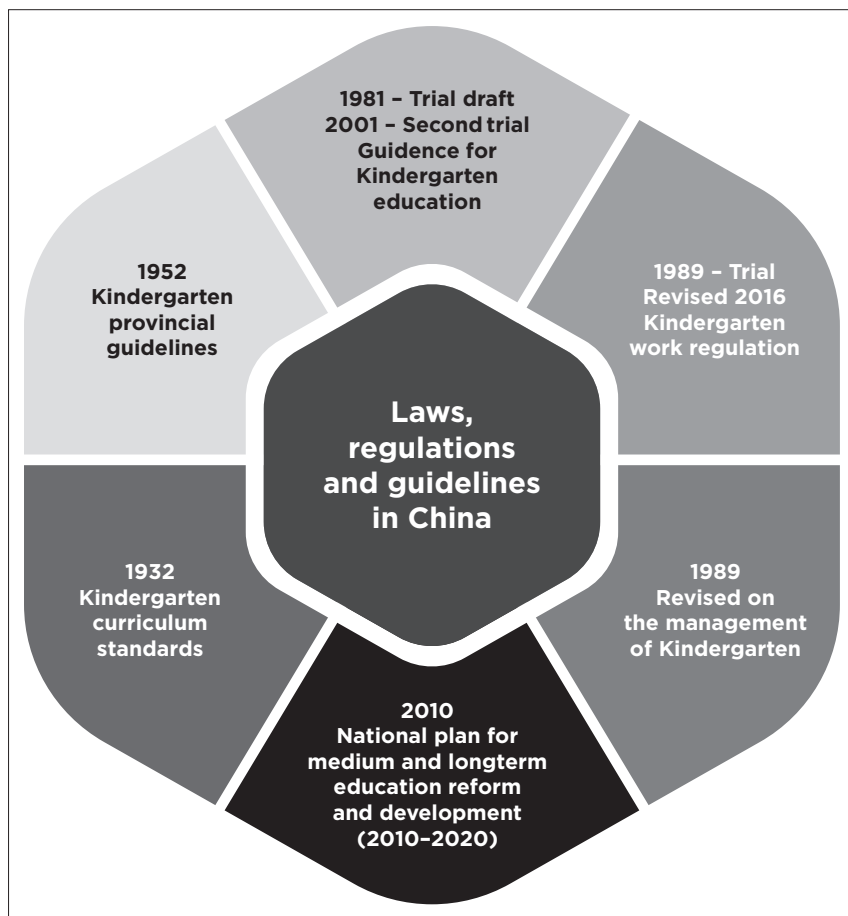 1981 – Trial draft
2001 – Second trial
Guidence for
Kindergarten
education
1952
Kindergarten
provincial
guidelines
1989 – Trial
Revised 2016
Kindergarten
work regulation
Laws,
regulations
and guidelines
in China
1932
Kindergarten
curriculum
standards
1989
Revised on
the management
of Kindergarten
2010
National plan for
medium and longterm
education reform
and development
(2010–2020)